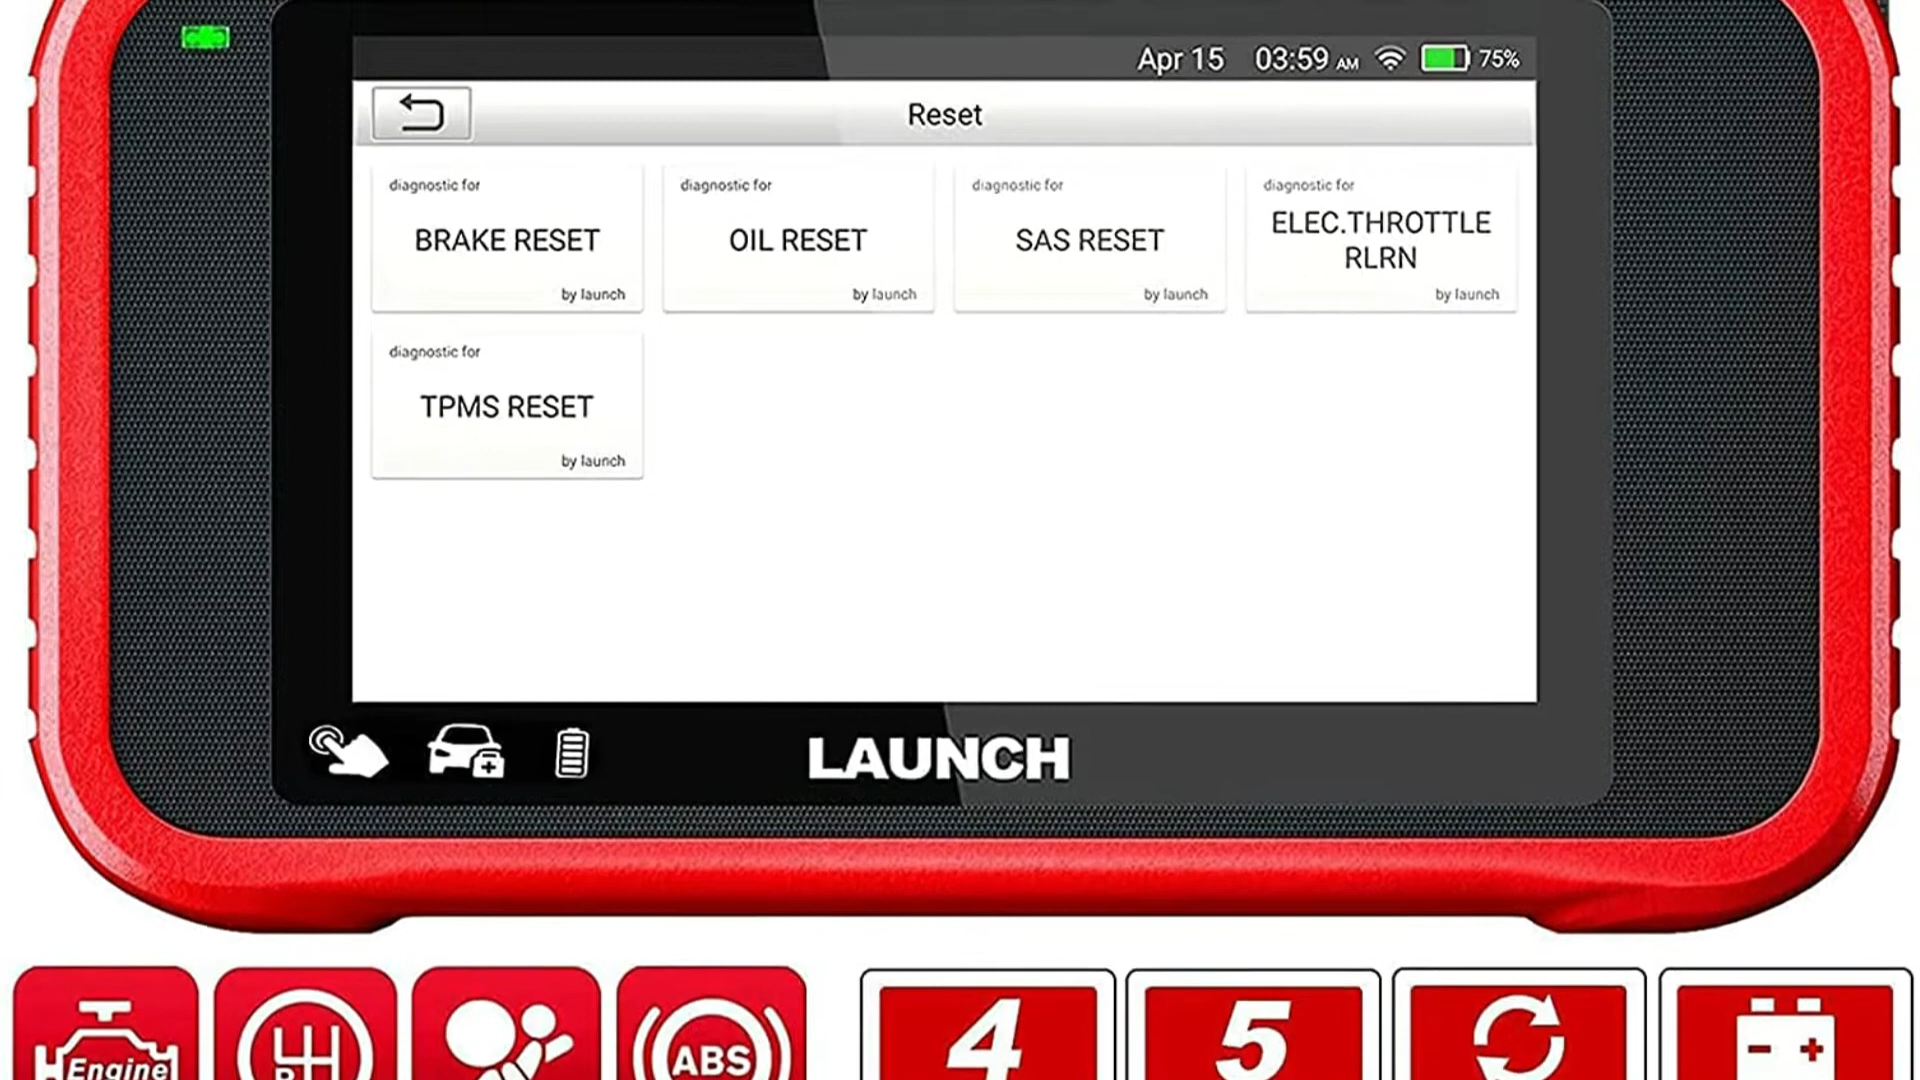 Apr 15 03:59 AM 75%
Reset
diagnostic for
BRAKE RESET
by launch
diagnostic for
OIL RESET
by launch
diagnostic for
SAS RESET
by launch
diagnostic for
ELEC.THROTTLE
RLRN
by launch
diagnostic for
TPMS RESET
by launch
LAUNCH
Engine
ABS
4
5